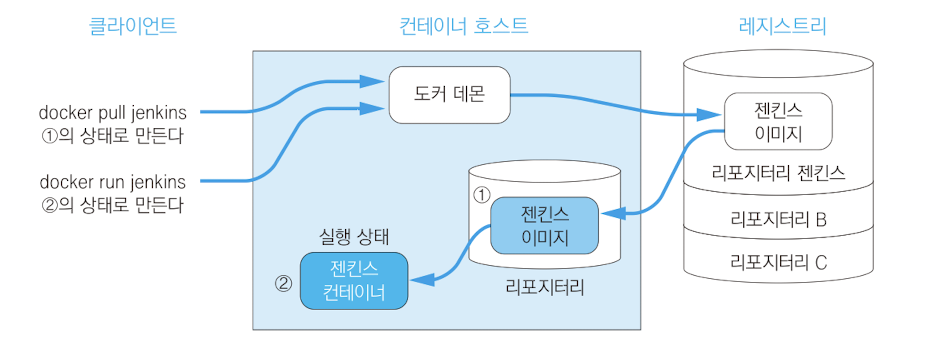 클라이언트
컨테이너 호스트
레지스트리
docker pull jenkins
①의 상태로 만든다
docker run jenkins
②의 상태로 만든다
도커 데몬
젠킨스
이미지
리포지터리 젠킨스
리포지터리 B
리포지터리 C
①
젠킨스
이미지
리포지터리
실행 상태
②
젠킨스
컨테이너